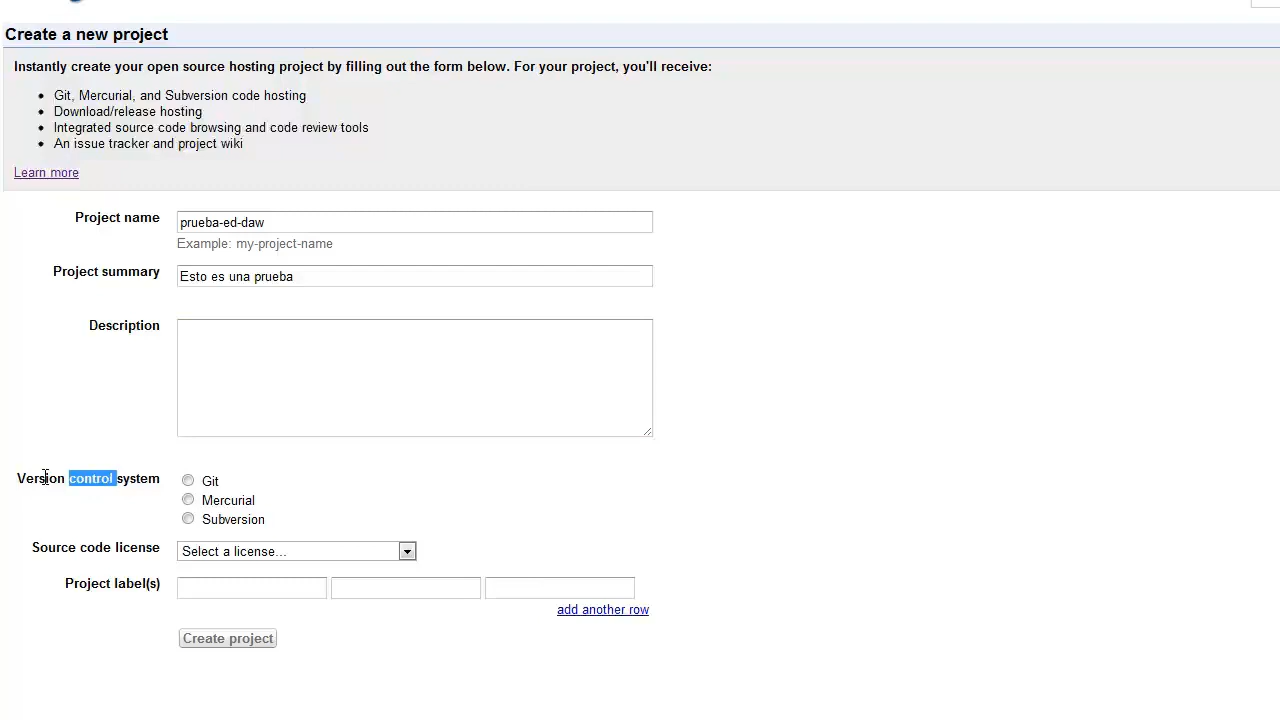 Create a new project
Instantly create your open source hosting project by filling out the form below. For your project, you'll receive:
Git, Mercurial, and Subversion code hosting
Download/release hosting
Integrated source code browsing and code review tools
An issue tracker and project wiki
Learn more
Project name
prueba-ed-daw
Example: my-project-name
Project summary
Esto es una prueba
Description
Version control system
Git
Mercurial
Subversion
Source code license
Select a license...
Project label(s)
add another row
Create project